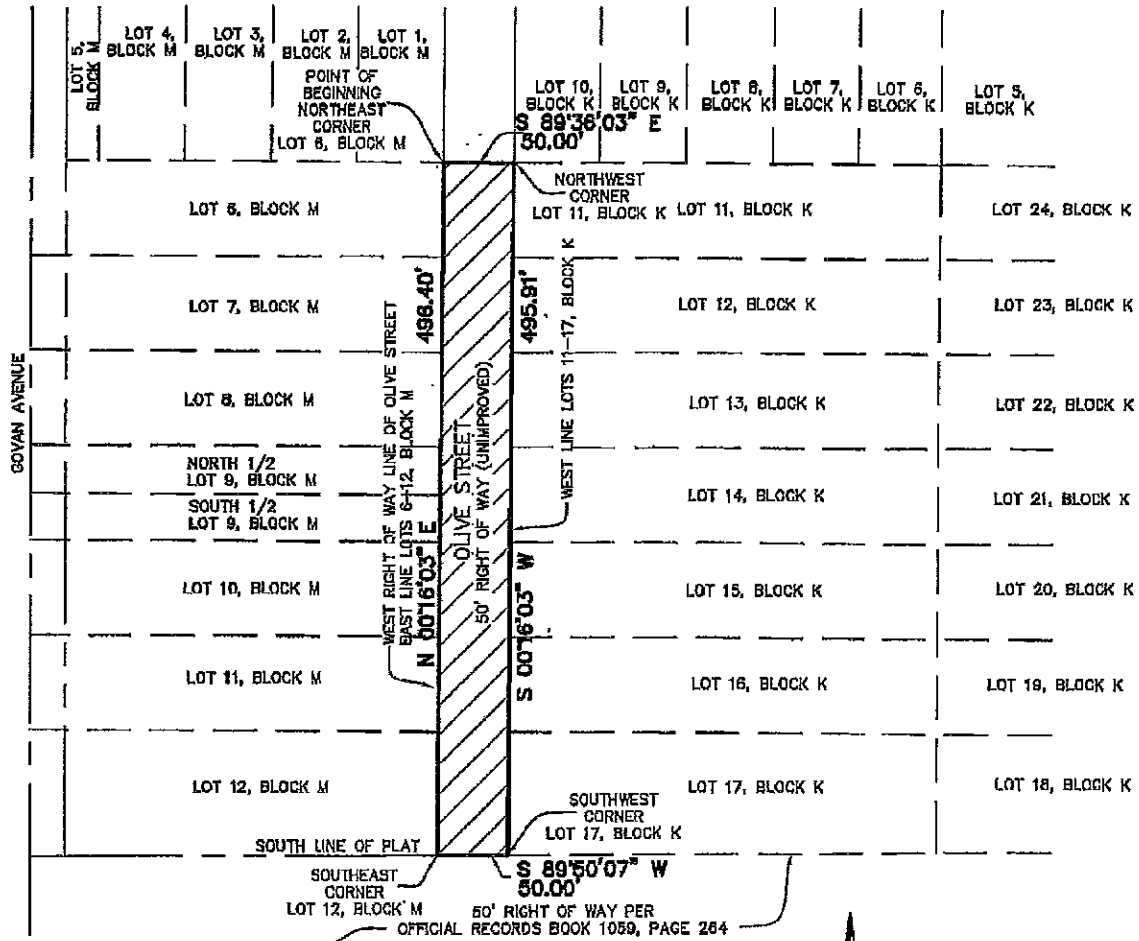 LOT 5,
BLOCK M
LOT 4,
BLOCK M
LOT 3,
BLOCK M
LOT 2,
BLOCK M
LOT 1,
BLOCK M
POINT OF
BEGINNING
NORTHEAST
CORNER
LOT 6, BLOCK M
LOT 10,
BLOCK K
LOT 9,
BLOCK K
LOT 8,
BLOCK K
LOT 7,
BLOCK K
LOT 6,
BLOCK K
LOT 5,
BLOCK K
S 89°36'03" E
50.00'
NORTHWEST
CORNER
LOT 11, BLOCK K
LOT 6, BLOCK M
LOT 11, BLOCK K
LOT 24, BLOCK K
LOT 7, BLOCK M
LOT 12, BLOCK K
LOT 23, BLOCK K
LOT 8, BLOCK M
LOT 13, BLOCK K
LOT 22, BLOCK K
GOVAN AVENUE
NORTH 1/2
LOT 9, BLOCK M
SOUTH 1/2
LOT 9, BLOCK M
LOT 14, BLOCK K
LOT 21, BLOCK K
LOT 10, BLOCK M
LOT 15, BLOCK K
LOT 20, BLOCK K
LOT 11, BLOCK M
LOT 16, BLOCK K
LOT 19, BLOCK K
LOT 12, BLOCK M
LOT 17, BLOCK K
LOT 18, BLOCK K
WEST RIGHT OF WAY LINE OF OLIVE STREET
EAST LINE LOTS 6-12, BLOCK M
N 00°16'03" E
496.40'
OLIVE STREET
50' RIGHT OF WAY (UNIMPROVED)
S 00°16'03" W
495.91'
WEST LINE LOTS 11-17, BLOCK K
SOUTHWEST
CORNER
LOT 17, BLOCK K
SOUTH LINE OF PLAT
SOUTHEAST
CORNER
LOT 12, BLOCK M
S 89°50'07" W
50.00'
50' RIGHT OF WAY PER
OFFICIAL RECORDS BOOK 1059, PAGE 264